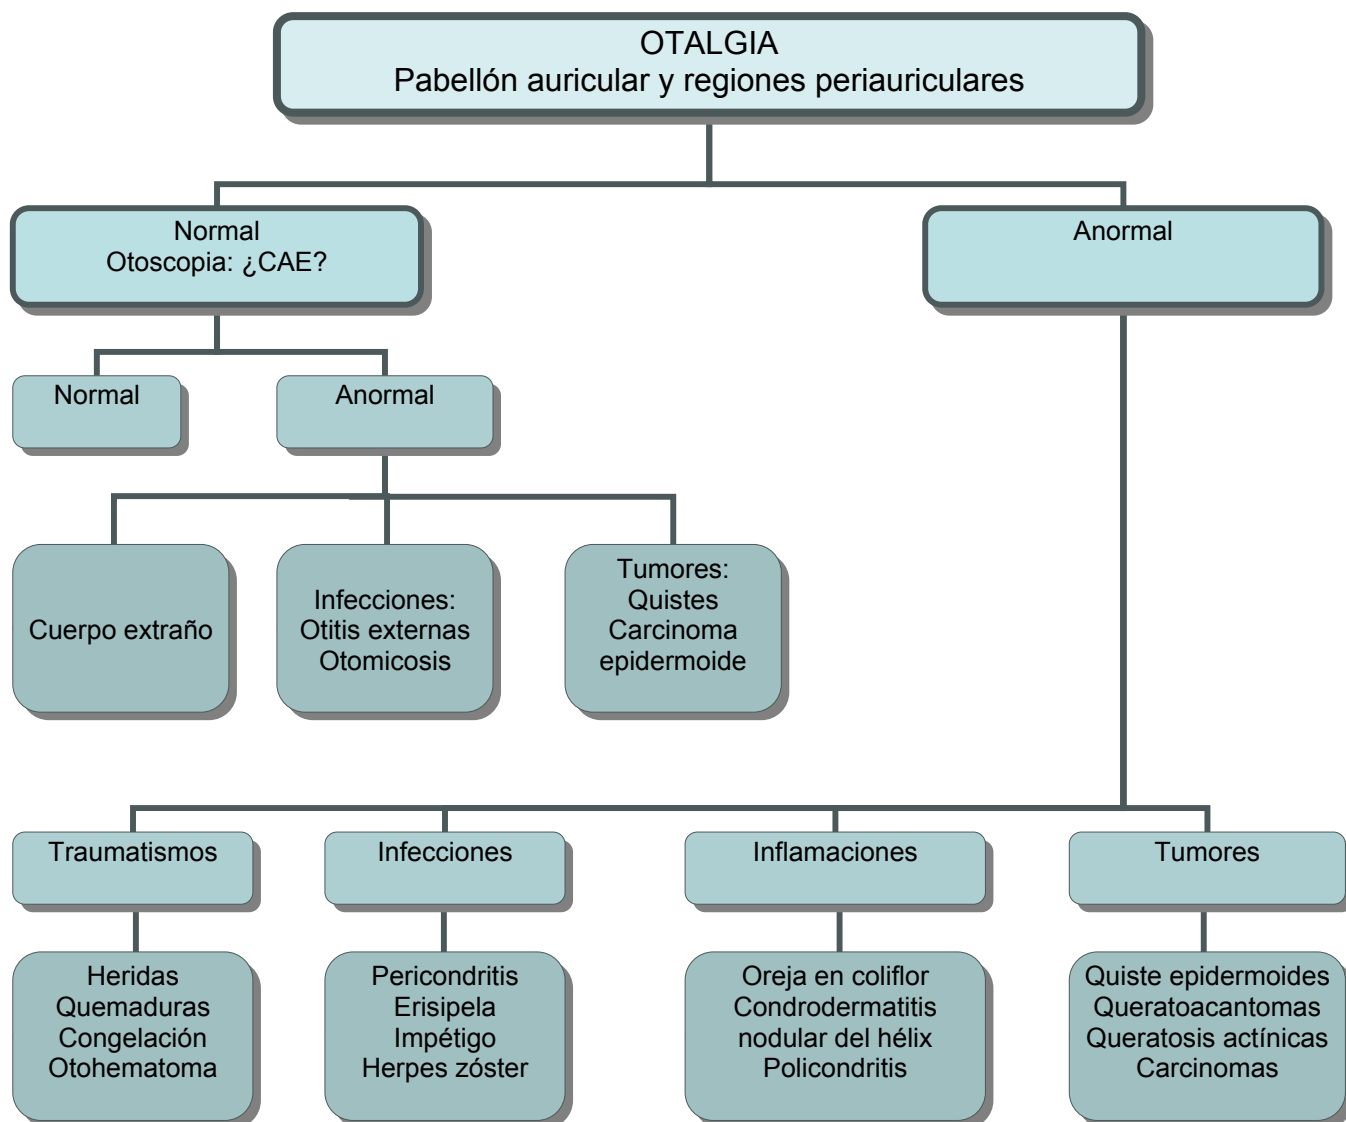 OTALGIA
Pabellón auricular y regiones periauriculares
Normal
Otoscopia: ¿CAE?
Anormal
Normal
Anormal
Cuerpo extraño
Infecciones:
Otitis externas
Otomicosis
Tumores:
Quistes
Carcinoma
epidermoide
Traumatismos
Infecciones
Inflamaciones
Tumores
Heridas
Quemaduras
Congelación
Otohematoma
Pericondritis
Erisipela
Impétigo
Herpes zóster
Oreja en coliflor
Condrodermatitis
nodular del hélix
Policondritis
Quiste epidermoides
Queratoacantomas
Queratosis actínicas
Carcinomas